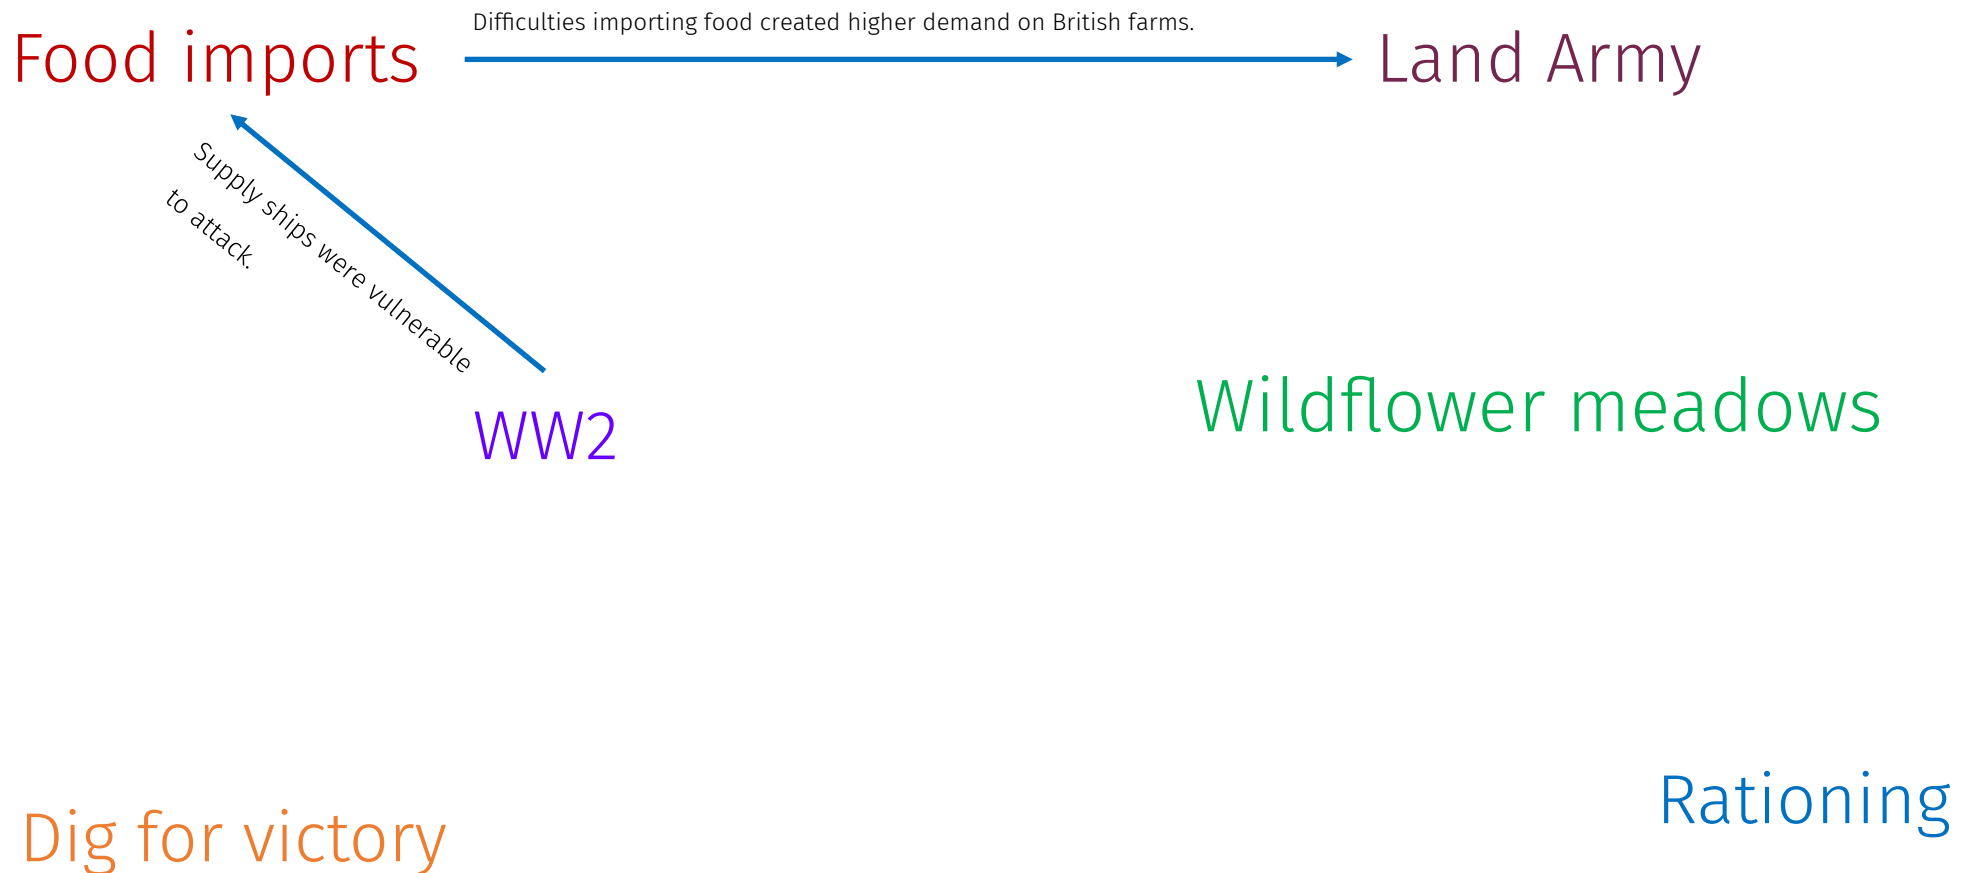 Difficulties importing food created higher demand on British farms.
Food imports
Land Army
Supply ships were vulnerable
to attack.
Wildflower meadows
WW2
Rationing
Dig for victory